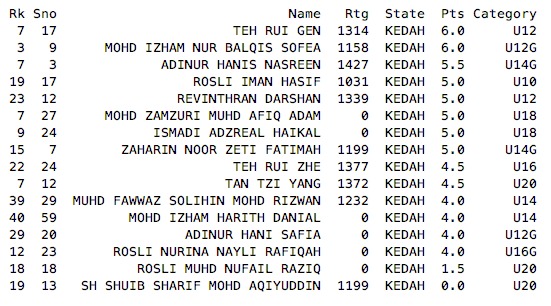 Rk Sno Name Rtg State Pts Category
7 17 TEH RUI GEN 1314 KEDAH 6.0 U12
3 9 MOHD IZHAM NUR BALQIS SOFEA 1158 KEDAH 6.0 U12G
7 3 ADINUR HANIS NASREEN 1427 KEDAH 5.5 U14G
19 17 ROSLI IMAN HASIF 1031 KEDAH 5.0 U10
23 12 REVINTHRAN DARSHAN 1339 KEDAH 5.0 U12
7 27 MOHD ZAMZURI MUHD AFIQ ADAM 0 KEDAH 5.0 U18
9 24 ISMADI ADZREAL HAIKAL 0 KEDAH 5.0 U18
15 7 ZAHARIN NOOR ZETI FATIMAH 1199 KEDAH 5.0 U14G
22 24 TEH RUI ZHE 1377 KEDAH 4.5 U16
7 12 TAN TZI YANG 1372 KEDAH 4.5 U20
39 29 MUHD FAWWAZ SOLIHIN MOHD RIZWAN 1232 KEDAH 4.0 U14
40 59 MOHD IZHAM HARITH DANIAL 0 KEDAH 4.0 U14
29 20 ADINUR HANI SAFIA 0 KEDAH 4.0 U12G
12 23 ROSLI NURINA NAYLI RAFIQAH 0 KEDAH 4.0 U16G
18 18 ROSLI MUHD NUFAIL RAZIQ 0 KEDAH 1.5 U20
19 13 SH SHUIB SHARIF MOHD AQIYUDDIN 1199 KEDAH 0.0 U20